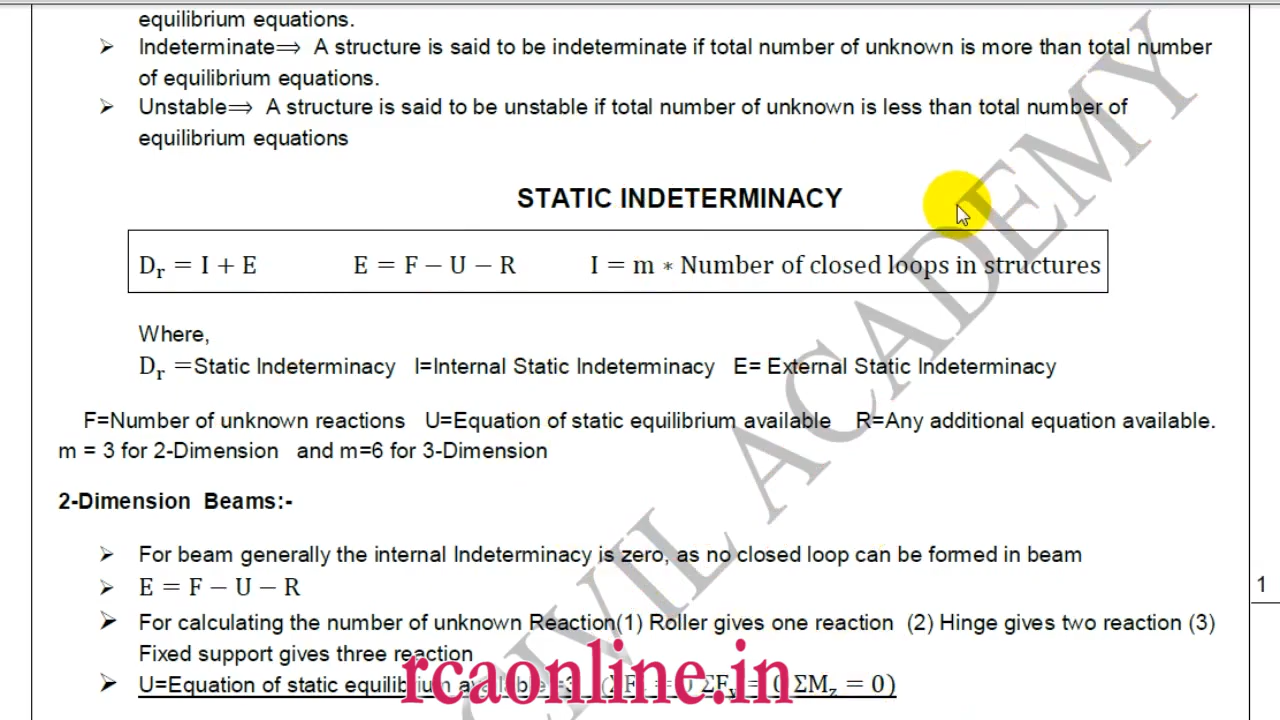 equilibrium equations.
➢ Indeterminate⟹ A structure is said to be indeterminate if total number of unknown is more than total number
of equilibrium equations.
➢ Unstable⟹ A structure is said to be unstable if total number of unknown is less than total number of
equilibrium equations
STATIC INDETERMINACY
Dr = I + E E = F − U − R I = m ∗ Number of closed loops in structures
Where,
Dr =Static Indeterminacy I=Internal Static Indeterminacy E= External Static Indeterminacy
F=Number of unknown reactions U=Equation of static equilibrium available R=Any additional equation available.
m = 3 for 2-Dimension and m=6 for 3-Dimension
2-Dimension Beams:-
➢ For beam generally the internal Indeterminacy is zero, as no closed loop can be formed in beam
➢ E = F − U − R
1
➢ For calculating the number of unknown Reaction(1) Roller gives one reaction (2) Hinge gives two reaction (3)
Fixed support gives three reaction
➢ U=Equation of static equilibrium ΣMz = 0)
rcaonline.in
CIVIL ACADEMY